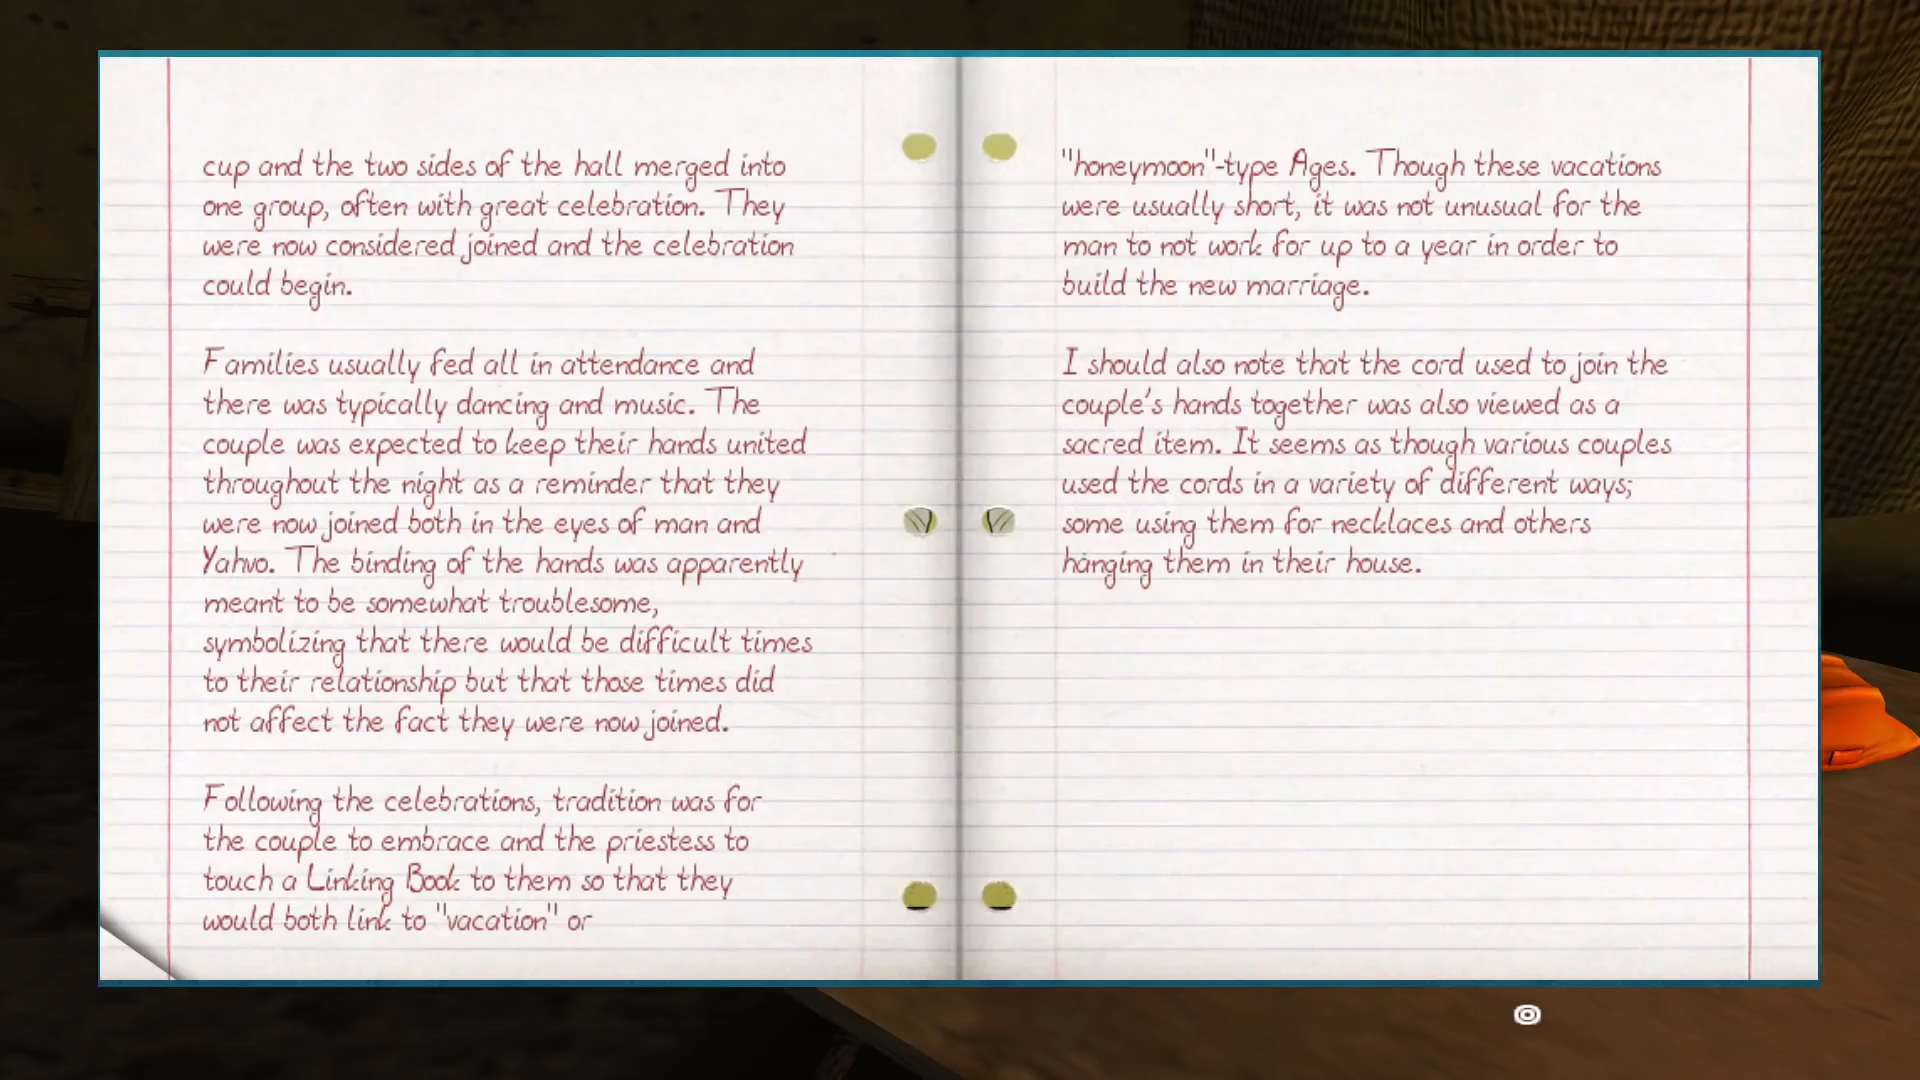 cup and the two sides of the hall merged into
one group, often with great celebration. They
were now considered joined and the celebration
could begin.
Families usually fed all in attendance and
there was typically dancing and music. The
couple was expected to keep their hands united
throughout the night as a reminder that they
were now joined both in the eyes of man and
Yahvo. The binding of the hands was apparently
meant to be somewhat troublesome,
symbolizing that there would be difficult times
to their relationship but that those times did
not affect the fact they were now joined.
Following the celebrations, tradition was for
the couple to embrace and the priestess to
touch a Linking Book to them so that they
would both link to "vacation" or
"honeymoon"-type Ages. Though these vacations
were usually short, it was not unusual for the
man to not work for up to a year in order to
build the new marriage.
I should also note that the cord used to join the
couple's hands together was also viewed as a
sacred item. It seems as though various couples
used the cords in a variety of different ways;
some using them for necklaces and others
hanging them in their house.